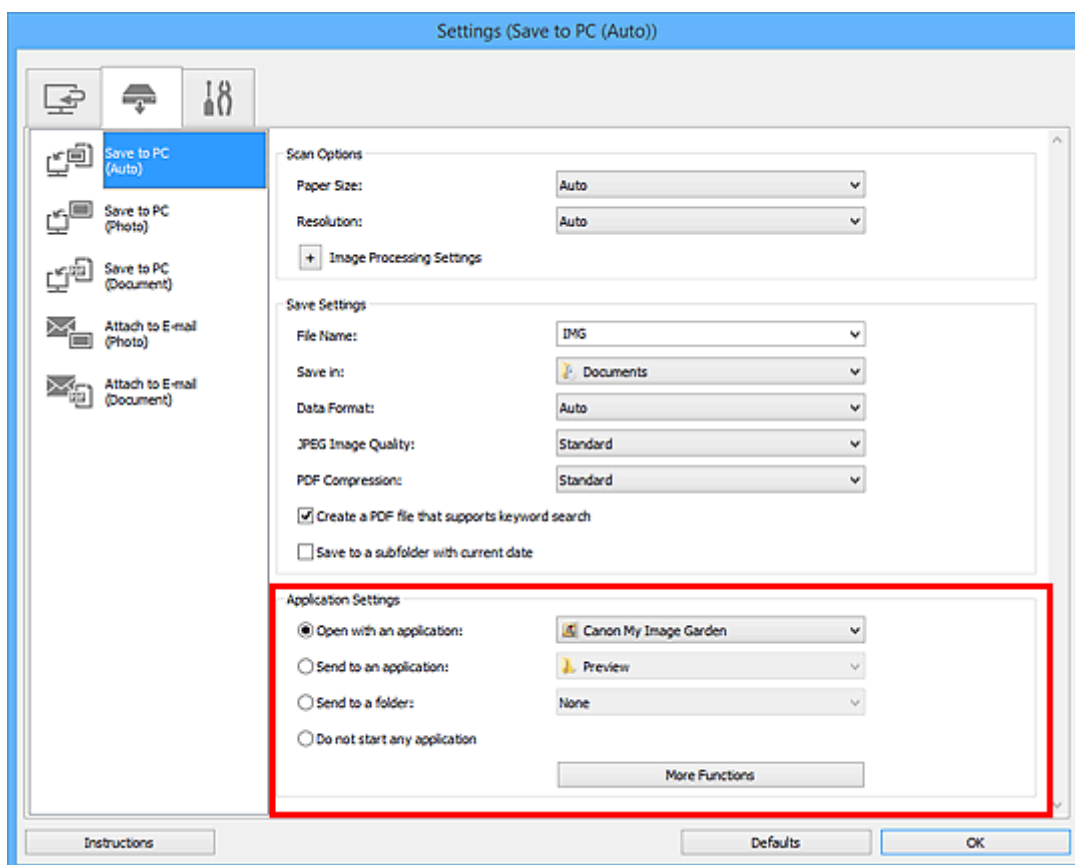 Settings (Save to PC (Auto))
Save to PC
(Auto)
Save to PC
(Photo)
Save to PC
(Document)
Attach to E-mail
(Photo)
Attach to E-mail
(Document)
Scan Options
Paper Size: Auto
Resolution: Auto
+ Image Processing Settings
Save Settings
File Name: IMG
Save in: Documents
Data Format: Auto
JPEG Image Quality: Standard
PDF Compression: Standard
Create a PDF file that supports keyword search
Save to a subfolder with current date
Application Settings
Open with an application: Canon My Image Garden
Send to an application: Preview
Send to a folder: None
Do not start any application
More Functions
Instructions Defaults OK